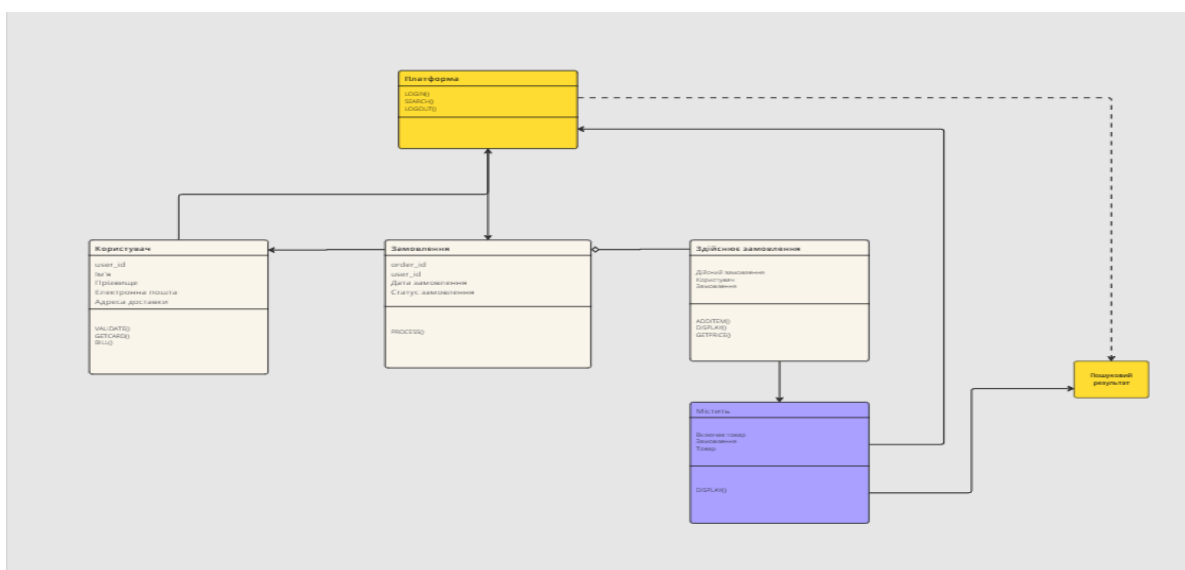 Платформа
LOGIN()
SEARCH()
LOGOUT()
Користувач
user_id
Ім'я
Прізвище
Електронна пошта
Адреса доставки
VALIDATE()
GETCARD()
BILL()
Замовлення
order_id
user_id
Дата замовлення
Статус замовлення
PROCESS()
Здійснює замовлення
Дійсний замовлення
Користувач
Замовлення
ADDITEM()
DISPLAY()
GETPRICE()
Містить
Включає товар
Замовлення
Товар
DISPLAY()
Пошуковий
результат